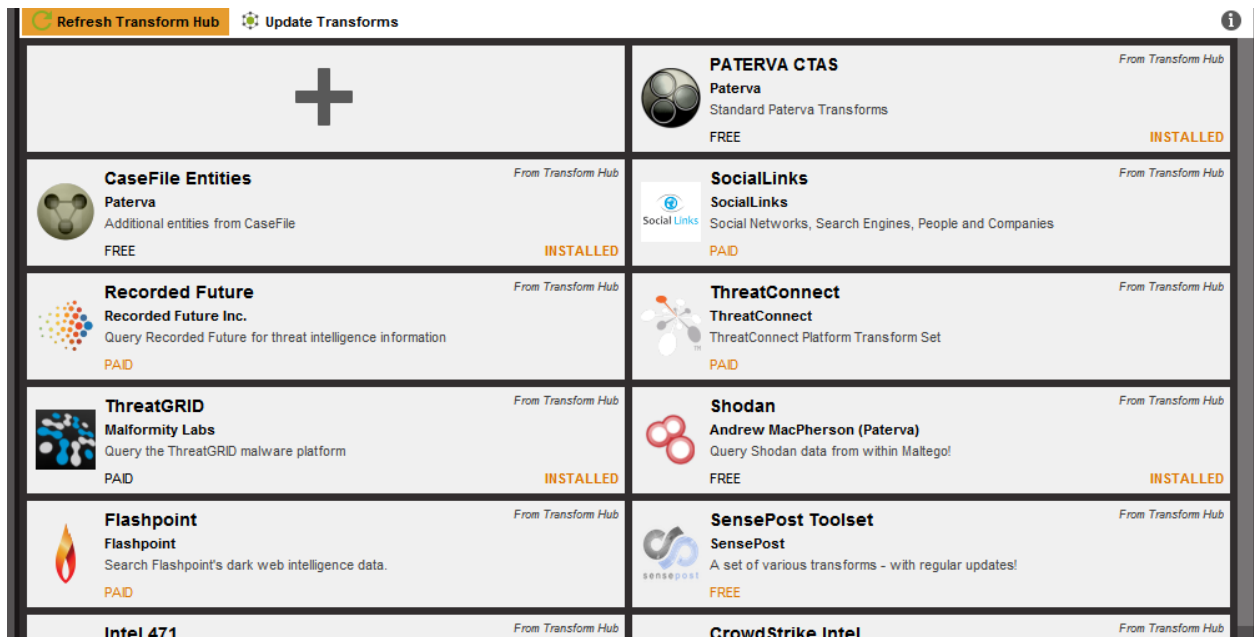 Refresh Transform Hub Update Transforms
PATERVA CTAS From Transform Hub
Paterva
Standard Paterva Transforms
FREE INSTALLED
CaseFile Entities From Transform Hub
Paterva
Additional entities from CaseFile
FREE INSTALLED
SocialLinks From Transform Hub
Social Links
SocialLinks
Social Networks, Search Engines, People and Companies
PAID
Recorded Future From Transform Hub
Recorded Future Inc.
Query Recorded Future for threat intelligence information
PAID
ThreatConnect From Transform Hub
ThreatConnect
ThreatConnect Platform Transform Set
TM
PAID
ThreatGRID From Transform Hub
Malformity Labs
Query the ThreatGRID malware platform
PAID INSTALLED
Shodan From Transform Hub
Andrew MacPherson (Paterva)
Query Shodan data from within Maltego!
FREE INSTALLED
Flashpoint From Transform Hub
Flashpoint
Search Flashpoint's dark web intelligence data.
PAID
SensePost Toolset From Transform Hub
SensePost
A set of various transforms - with regular updates!
sensepost
FREE
Intel 471 From Transform Hub
CrowdStrike Intel From Transform Hub